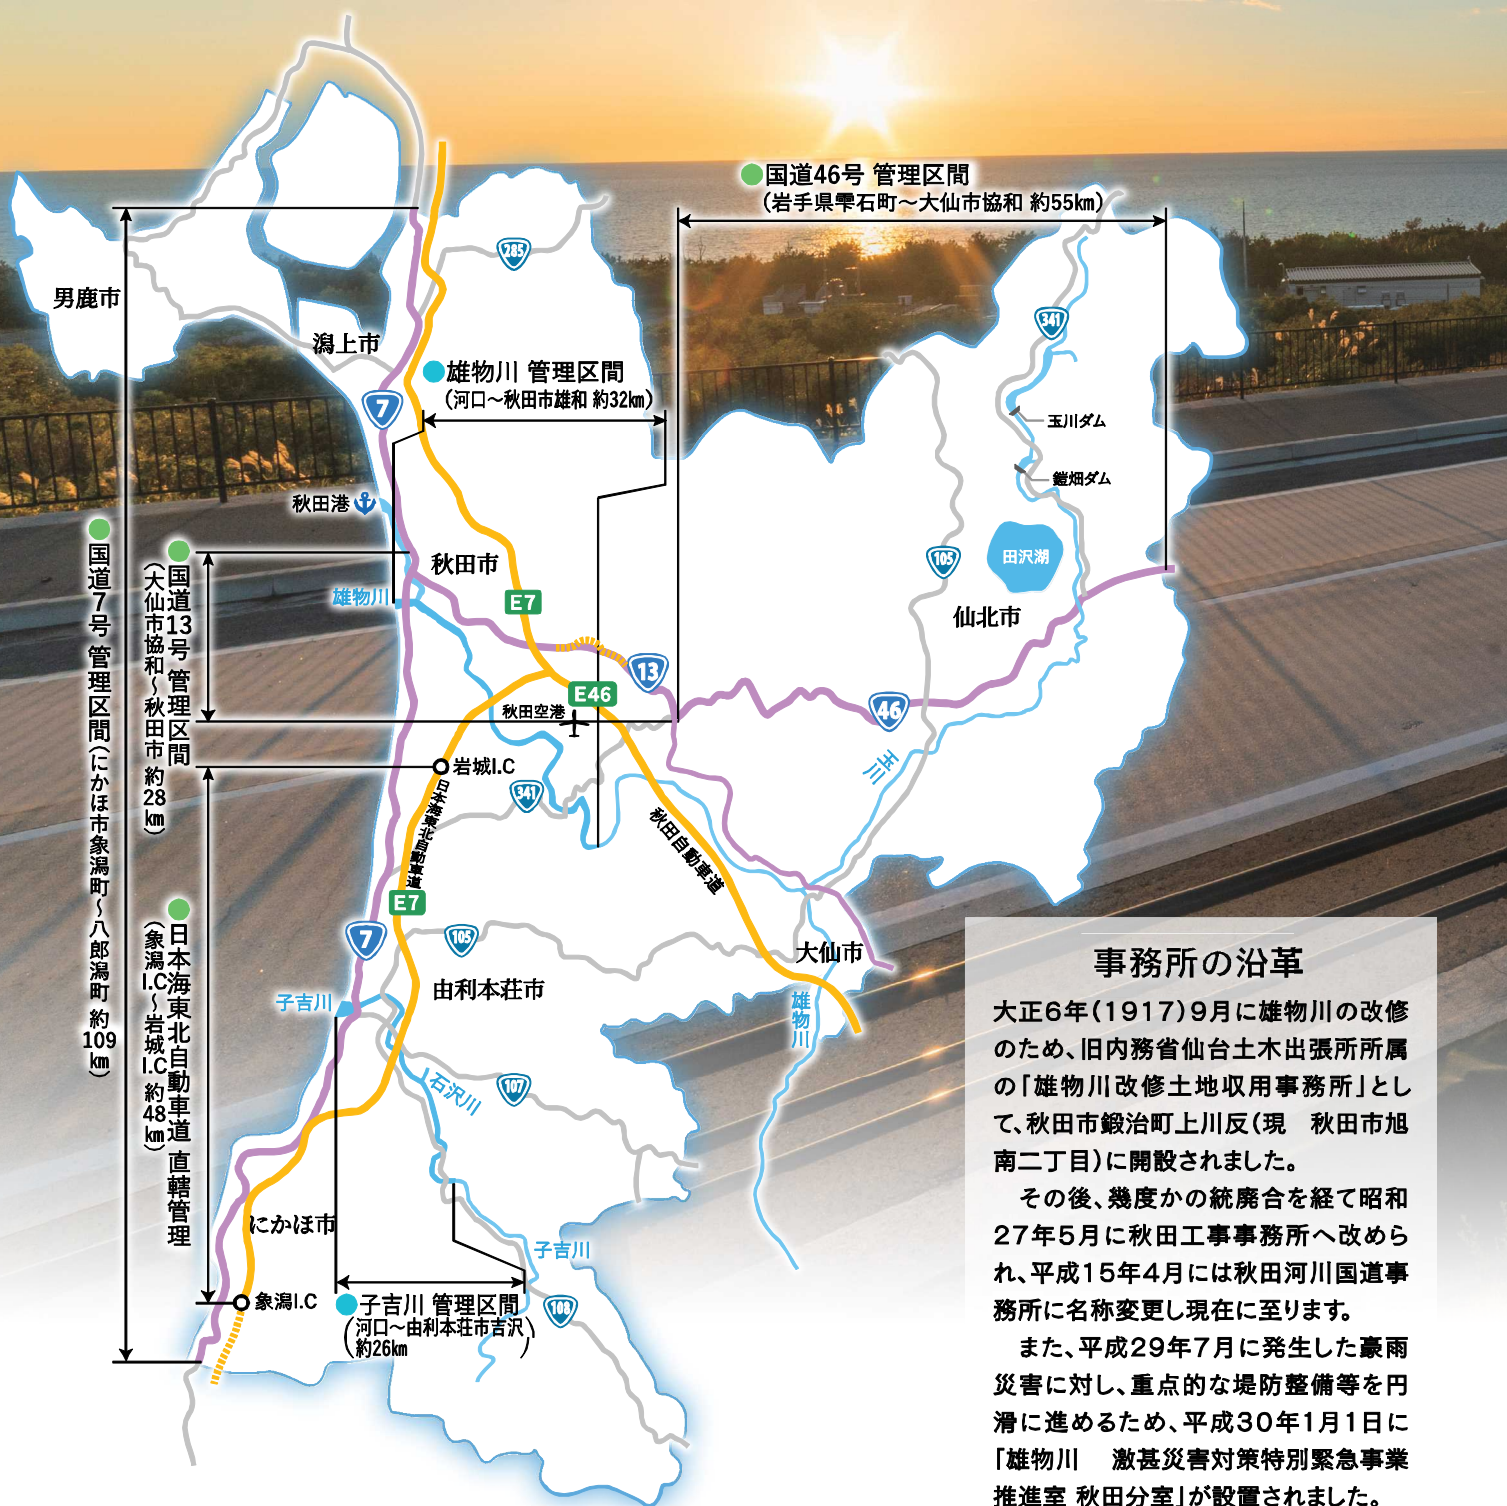 国道46号 管理区間
(岩手県雫石町～大仙市協和 約55km)
285
男鹿市
潟上市
341
雄物川 管理区間
(河口～秋田市雄和 約32km)
7
玉川ダム
鎧畑ダム
秋田港
田沢湖
105
秋田市
仙北市
雄物川
E7
国道7号 管理区間(にかほ市象潟町～八郎潟町 約109km)
国道13号 管理区間
(大仙市協和～秋田市 約28km)
13
E46
秋田空港
46
玉川
岩城I.C
341
日本海東北自動車道
秋田自動車道
E7
日本海東北自動車道 直轄管理
(象潟I.C～岩城I.C 約48km)
7
105
大仙市
由利本荘市
子吉川
雄物川
石沢川
107
にかほ市
子吉川
象潟I.C
子吉川 管理区間
(河口～由利本荘市吉沢
約26km)
108
事務所の沿革
大正6年(1917)9月に雄物川の改修
のため、旧内務省仙台土木出張所所属
の「雄物川改修土地収用事務所」とし
て、秋田市鍛治町上川反(現　秋田市旭
南二丁目)に開設されました。
　その後、幾度かの統廃合を経て昭和
27年5月に秋田工事事務所へ改めら
れ、平成15年4月には秋田河川国道事
務所に名称変更し現在に至ります。
　また、平成29年7月に発生した豪雨
災害に対し、重点的な堤防整備等を円
滑に進めるため、平成30年1月1日に
「雄物川　激甚災害対策特別緊急事業
推進室 秋田分室」が設置されました。